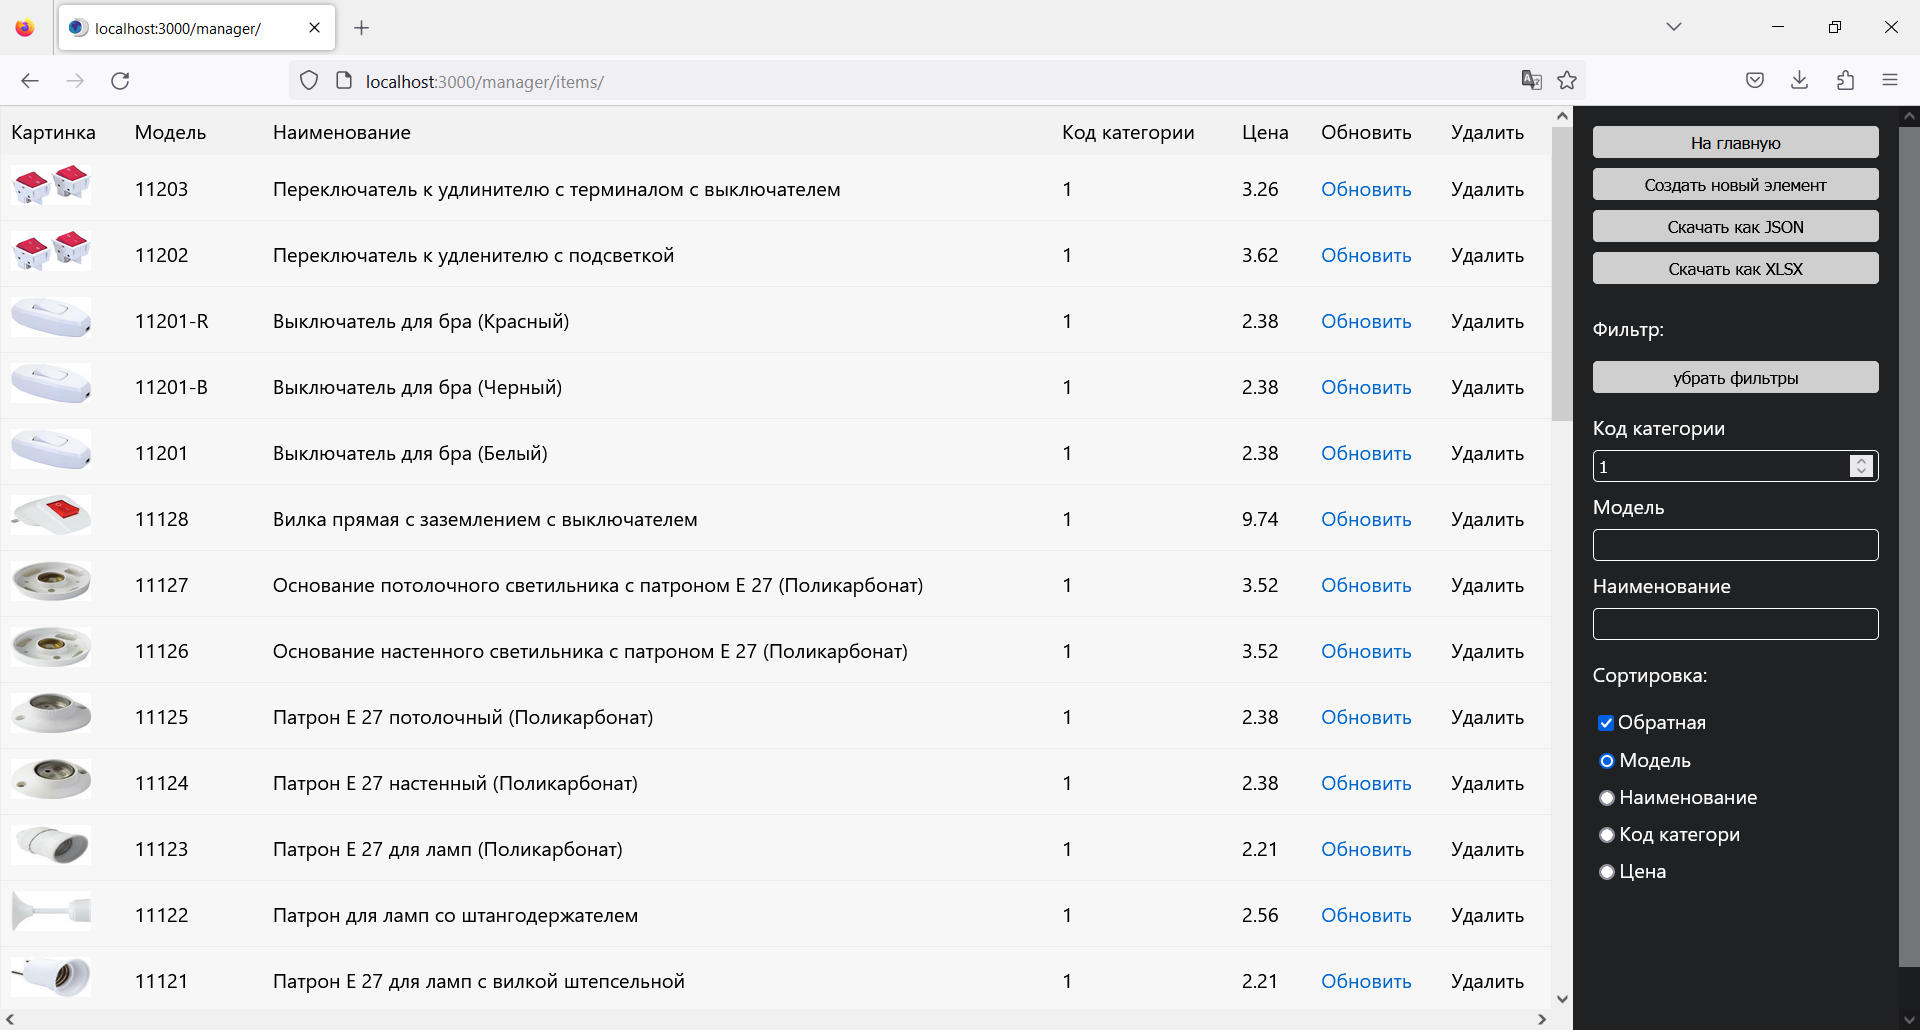 localhost:3000/manager/
localhost:3000/manager/items/
Картинка Модель Наименование Код категории Цена Обновить Удалить
11203 Переключатель к удлинителю с терминалом с выключателем 1 3.26 Обновить Удалить
11202 Переключатель к удленителю с подсветкой 1 3.62 Обновить Удалить
11201-R Выключатель для бра (Красный) 1 2.38 Обновить Удалить
11201-B Выключатель для бра (Черный) 1 2.38 Обновить Удалить
11201 Выключатель для бра (Белый) 1 2.38 Обновить Удалить
11128 Вилка прямая с заземлением с выключателем 1 9.74 Обновить Удалить
11127 Основание потолочного светильника с патроном Е 27 (Поликарбонат) 1 3.52 Обновить Удалить
11126 Основание настенного светильника с патроном Е 27 (Поликарбонат) 1 3.52 Обновить Удалить
11125 Патрон Е 27 потолочный (Поликарбонат) 1 2.38 Обновить Удалить
11124 Патрон Е 27 настенный (Поликарбонат) 1 2.38 Обновить Удалить
11123 Патрон Е 27 для ламп (Поликарбонат) 1 2.21 Обновить Удалить
11122 Патрон для ламп со штангодержателем 1 2.56 Обновить Удалить
11121 Патрон Е 27 для ламп с вилкой штепсельной 1 2.21 Обновить Удалить
На главную
Создать новый элемент
Скачать как JSON
Скачать как XLSX
Фильтр:
убрать фильтры
Код категории
1
Модель
Наименование
Сортировка:
Обратная
Модель
Наименование
Код категори
Цена